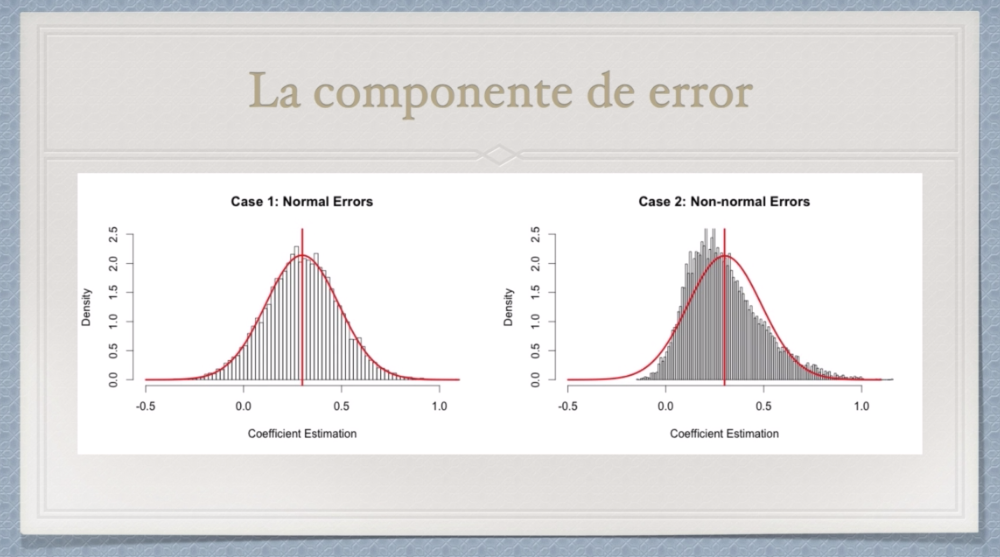 La componente de error
Case 1: Normal Errors
Density
0.0 0.5 1.0 1.5 2.0 2.5
-0.5 0.0 0.5 1.0
Coefficient Estimation
Case 2: Non-normal Errors
Density
0.0 0.5 1.0 1.5 2.0 2.5
-0.5 0.0 0.5 1.0
Coefficient Estimation